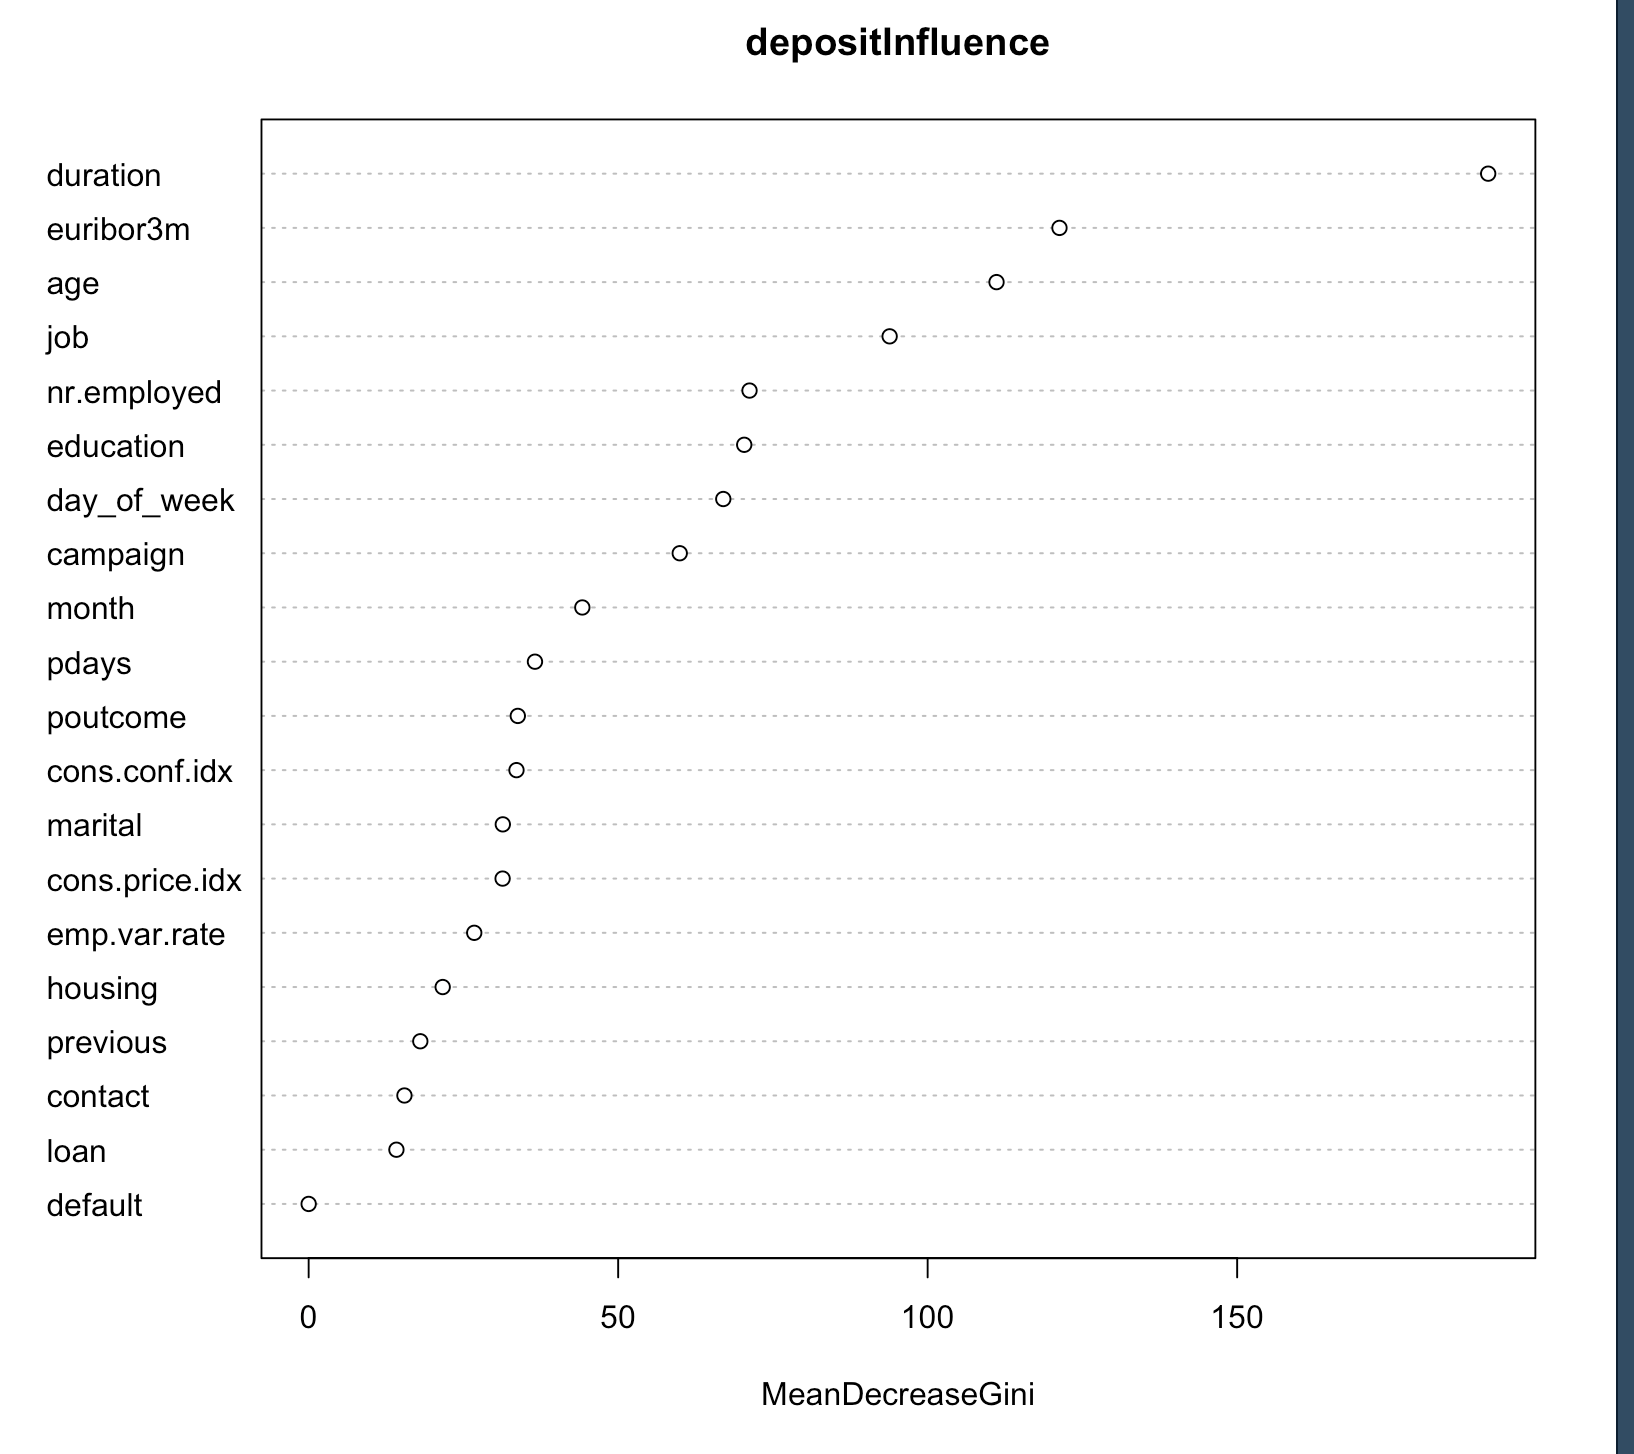 depositInfluence
duration
euribor3m
age
job
nr.employed
education
day_of_week
campaign
month
pdays
poutcome
cons.conf.idx
marital
cons.price.idx
emp.var.rate
housing
previous
contact
loan
default
0 50 100 150
MeanDecreaseGini